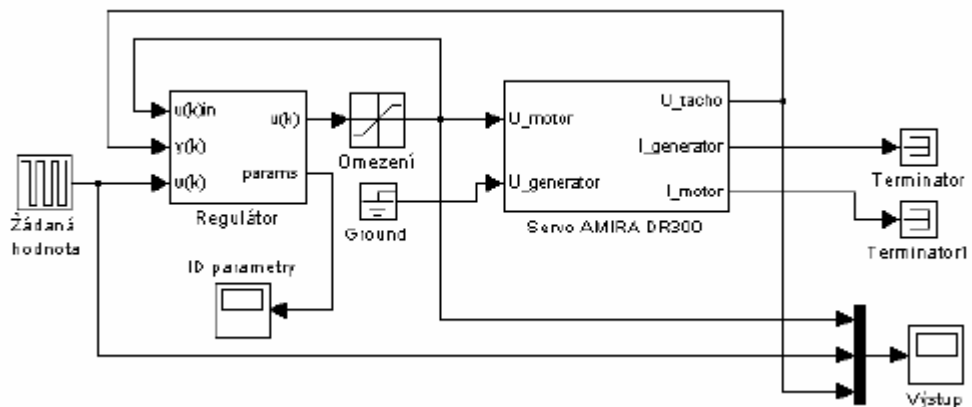 u(k)in
y(k)
w(k)
u(k)
params
Regulátor
Omezení
Ground
U_motor
U_generator
U_tacho
I_generator
I_motor
Servo AMIRA DR300
Terminator
Terminator1
Žádaná
hodnota
ID parametry
Výstup